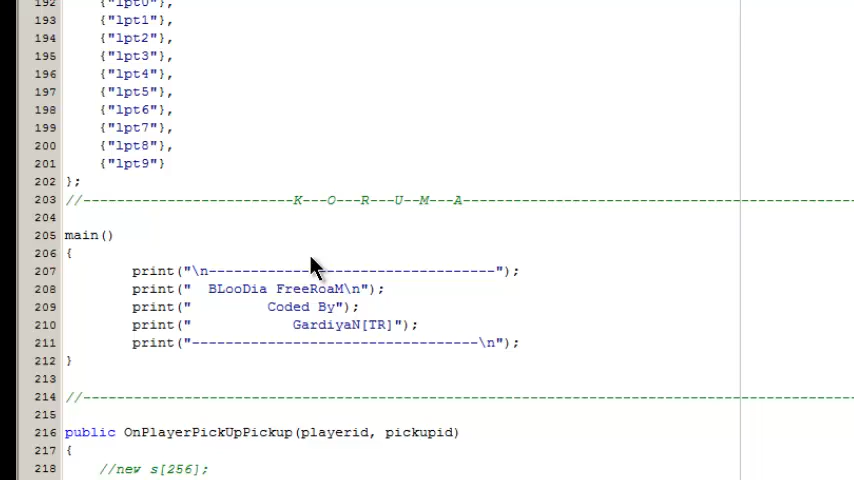 192 {"lpt0"},
193 {"lpt1"},
194 {"lpt2"},
195 {"lpt3"},
196 {"lpt4"},
197 {"lpt5"},
198 {"lpt6"},
199 {"lpt7"},
200 {"lpt8"},
201 {"lpt9"}
202 };
203 //-------------------------K---O---R---U---M---A----------------------------------------------
204
205 main()
206 {
207 print("\n----------------------------------");
208 print("  BLooDia FreeRoaM\n");
209 print("         Coded By");
210 print("            GardiyaN[TR]");
211 print("----------------------------------\n");
212 }
213
214 //--------------------------------------------------------------------------------------------
215
216 public OnPlayerPickUpPickup(playerid, pickupid)
217 {
218 //new s[256];